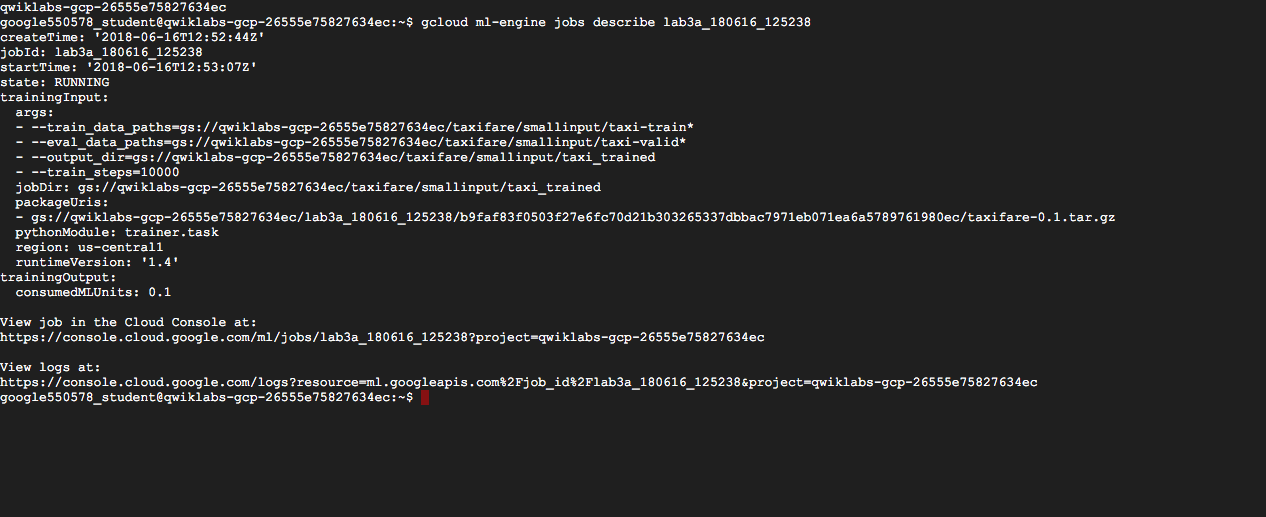 qwiklabs-gcp-26555e75827634ec
google550578_student@qwiklabs-gcp-26555e75827634ec:~$ gcloud ml-engine jobs describe lab3a_180616_125238
createTime: '2018-06-16T12:52:44Z'
jobId: lab3a_180616_125238
startTime: '2018-06-16T12:53:07Z'
state: RUNNING
trainingInput:
  args:
  - --train_data_paths=gs://qwiklabs-gcp-26555e75827634ec/taxifare/smallinput/taxi-train*
  - --eval_data_paths=gs://qwiklabs-gcp-26555e75827634ec/taxifare/smallinput/taxi-valid*
  - --output_dir=gs://qwiklabs-gcp-26555e75827634ec/taxifare/smallinput/taxi_trained
  - --train_steps=10000
  jobDir: gs://qwiklabs-gcp-26555e75827634ec/taxifare/smallinput/taxi_trained
  packageUris:
  - gs://qwiklabs-gcp-26555e75827634ec/lab3a_180616_125238/b9faf83f0503f27e6fc70d21b303265337dbbac7971eb071ea6a5789761980ec/taxifare-0.1.tar.gz
  pythonModule: trainer.task
  region: us-central1
  runtimeVersion: '1.4'
trainingOutput:
  consumedMLUnits: 0.1
View job in the Cloud Console at:
https://console.cloud.google.com/ml/jobs/lab3a_180616_125238?project=qwiklabs-gcp-26555e75827634ec
View logs at:
https://console.cloud.google.com/logs?resource=ml.googleapis.com%2Fjob_id%2Flab3a_180616_125238&project=qwiklabs-gcp-26555e75827634ec
google550578_student@qwiklabs-gcp-26555e75827634ec:~$